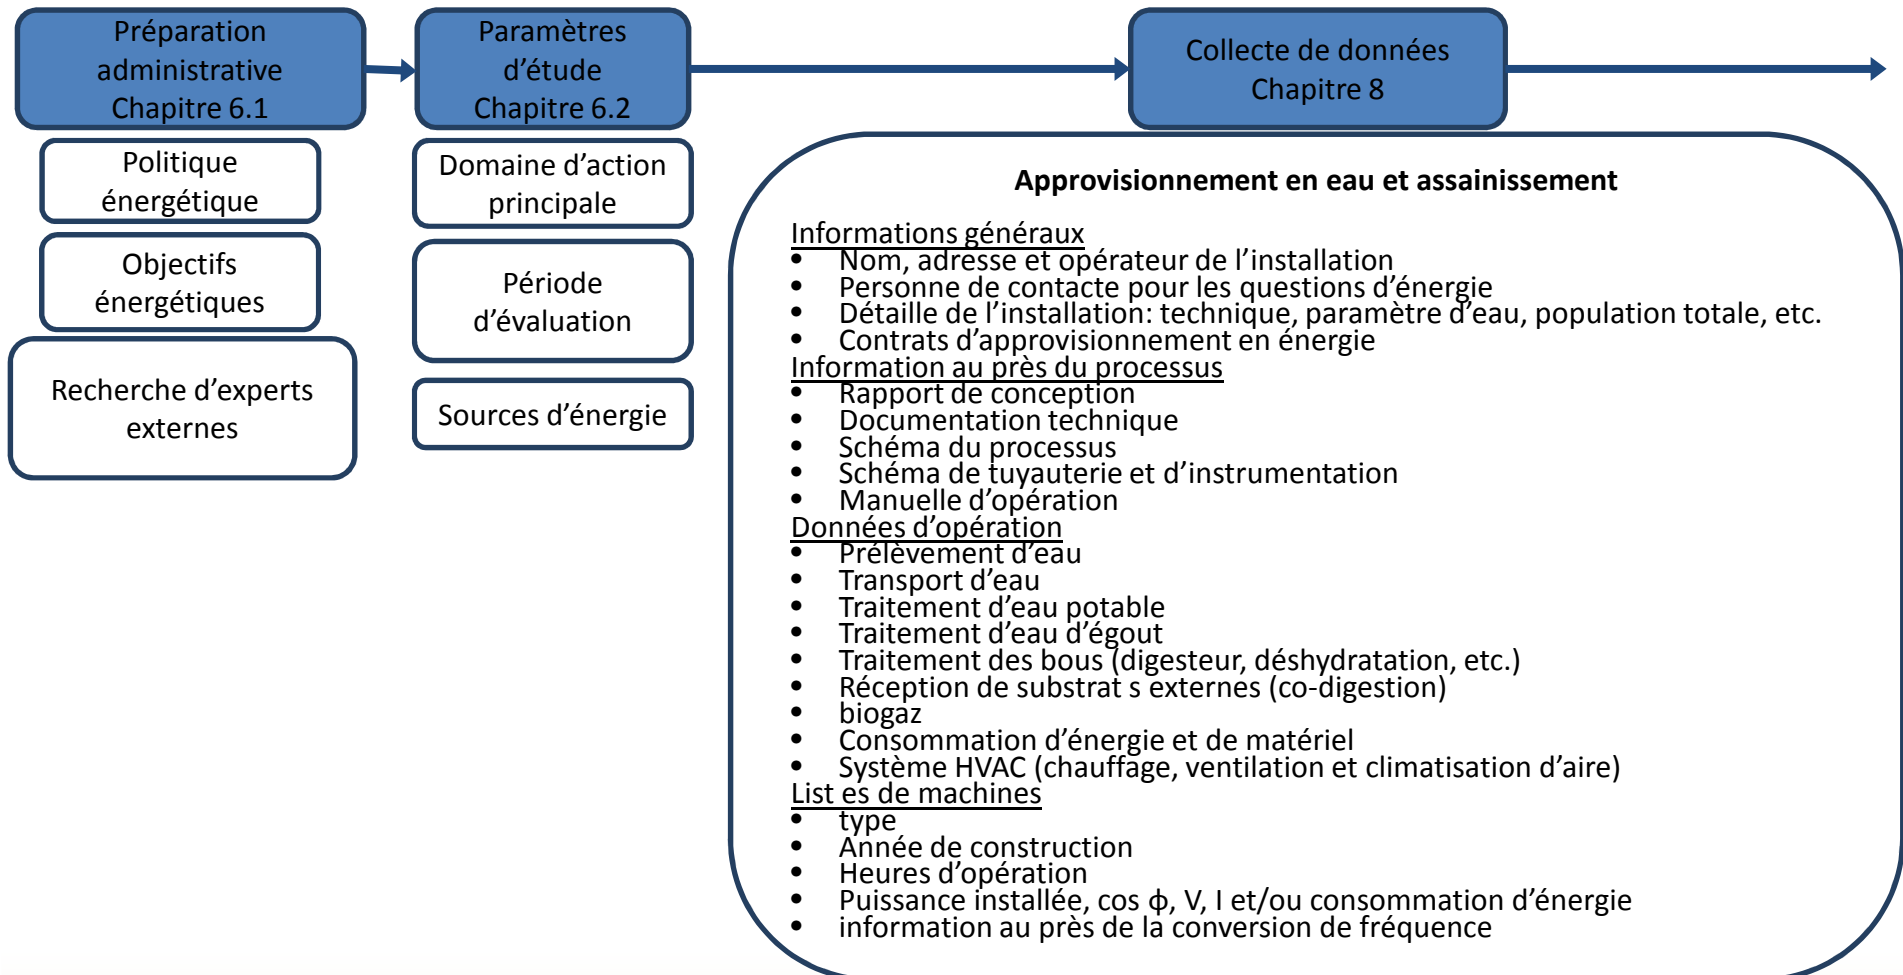 Préparation
administrative
Chapitre 6.1
Paramètres
d’étude
Chapitre 6.2
Collecte de données
Chapitre 8
Politique
énergétique
Objectifs
énergétiques
Recherche d’experts
externes
Domaine d’action
principale
Période
d’évaluation
Sources d’énergie
Approvisionnement en eau et assainissement
Informations généraux
• Nom, adresse et opérateur de l’installation
• Personne de contacte pour les questions d’énergie
• Détaille de l’installation: technique, paramètre d’eau, population totale, etc.
• Contrats d’approvisionnement en énergie
Information au près du processus
• Rapport de conception
• Documentation technique
• Schéma du processus
• Schéma de tuyauterie et d’instrumentation
• Manuelle d’opération
Données d’opération
• Prélèvement d’eau
• Transport d’eau
• Traitement d’eau potable
• Traitement d’eau d’égout
• Traitement des bous (digesteur, déshydratation, etc.)
• Réception de substrat s externes (co-digestion)
• biogaz
• Consommation d’énergie et de matériel
• Système HVAC (chauffage, ventilation et climatisation d’aire)
List es de machines
• type
• Année de construction
• Heures d’opération
• Puissance installée, cos ϕ, V, I et/ou consommation d’énergie
• information au près de la conversion de fréquence